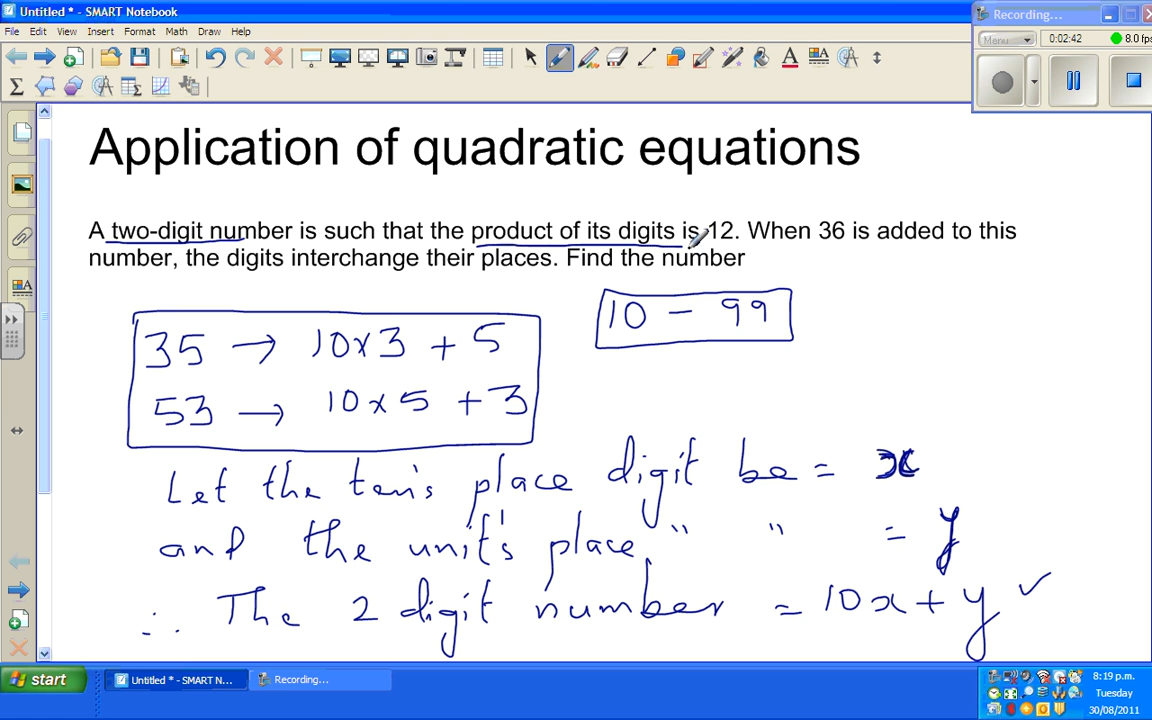 Untitled * - SMART Notebook
Recording...
File Edit View Insert Format Math Draw Help
Menu
0:02:42
8.0 fps
Application of quadratic equations
A two-digit number is such that the product of its digits is 12. When 36 is added to this
number, the digits interchange their places. Find the number
10 - 99
35 → 10×3 + 5
53 → 10×5 + 3
Let the ten's place digit be = x
and the unit's place " " = y
∴ The 2 digit number = 10x + y ✓
start
Untitled * - SMART N...
Recording...
8:19 p.m.
Tuesday
30/08/2011